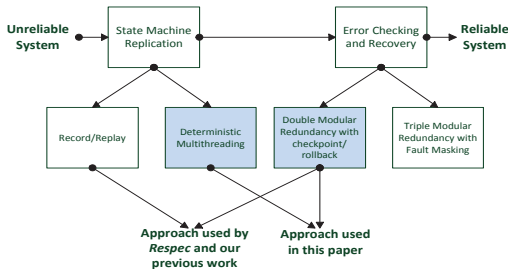 Unreliable
System
State Machine
Replication
Error Checking
and Recovery
Reliable
System
Record/Replay
Deterministic
Multithreading
Double Modular
Redundancy with
checkpoint/
rollback
Triple Modular
Redundancy with
Fault Masking
Approach used by
Respec and our
previous work
Approach used
in this paper